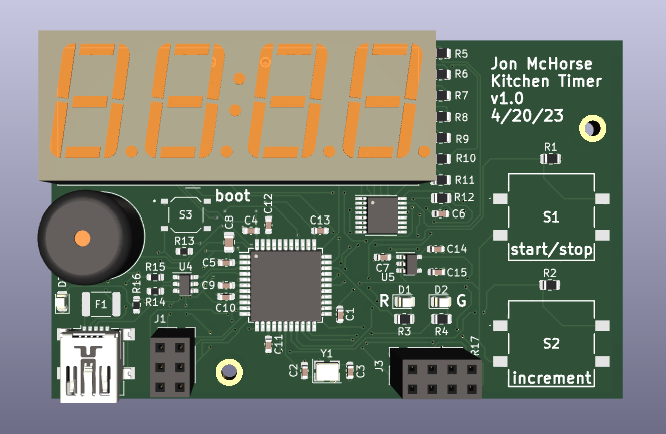 Jon McHorse
Kitchen Timer
v1.0
4/20/23
R5
R6
R7
R8
R9
R10
R11
R12
C6
R1
S1
start/stop
R2
S2
increment
boot
S3
C8
C4
C12
C13
R13
C5
U4
R15
R14
R16
C9
C10
F1
J1
C11
C1
C7
U5
C14
C15
R
D1
D2
G
R3
R4
R17
Y1
C2
C3
J3